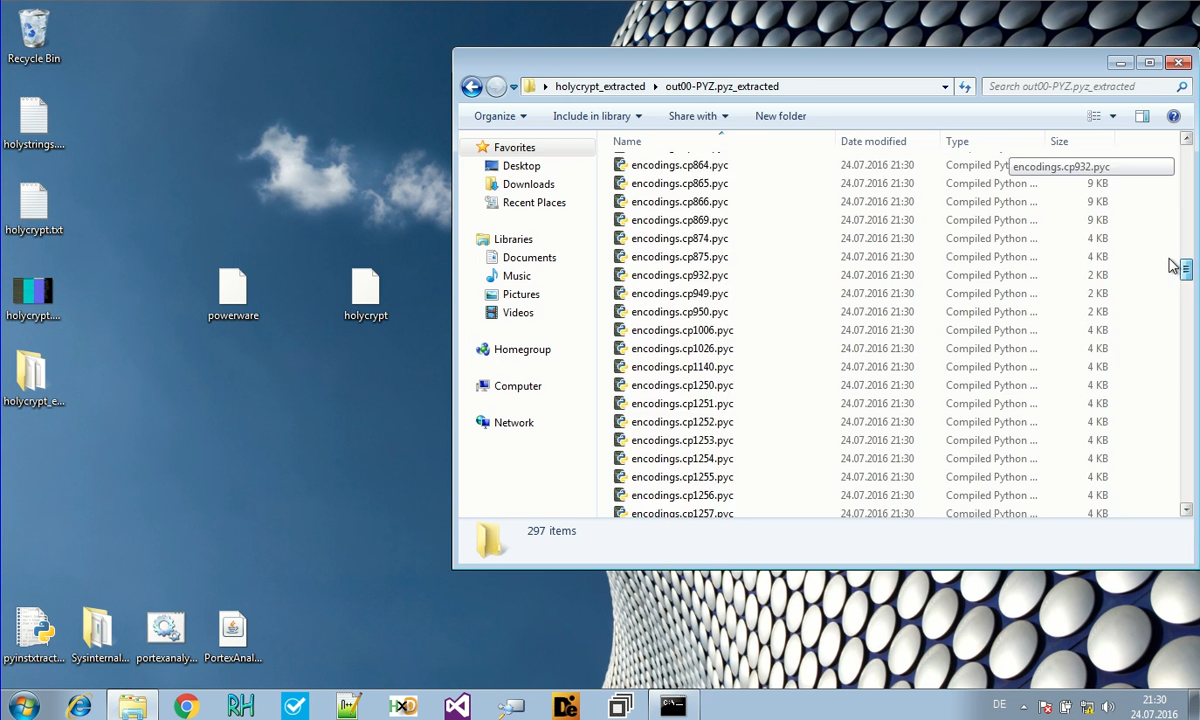 Recycle Bin
holystrings....
holycrypt.txt
holycrypt....
holycrypt_e...
powerware
holycrypt
pyinstxtract...
Sysinternal...
portexanaly...
PortexAnal...
holycrypt_extracted
out00-PYZ.pyz_extracted
Search out00-PYZ.pyz_extracted
Organize
Include in library
Share with
New folder
Favorites
Desktop
Downloads
Recent Places
Libraries
Documents
Music
Pictures
Videos
Homegroup
Computer
Network
Name Date modified Type Size
encodings.cp864.pyc 24.07.2016 21:30 Compiled Pyt
encodings.cp932.pyc
encodings.cp865.pyc 24.07.2016 21:30 Compiled Python ... 9 KB
encodings.cp866.pyc 24.07.2016 21:30 Compiled Python ... 9 KB
encodings.cp869.pyc 24.07.2016 21:30 Compiled Python ... 9 KB
encodings.cp874.pyc 24.07.2016 21:30 Compiled Python ... 4 KB
encodings.cp875.pyc 24.07.2016 21:30 Compiled Python ... 4 KB
encodings.cp932.pyc 24.07.2016 21:30 Compiled Python ... 2 KB
encodings.cp949.pyc 24.07.2016 21:30 Compiled Python ... 2 KB
encodings.cp950.pyc 24.07.2016 21:30 Compiled Python ... 2 KB
encodings.cp1006.pyc 24.07.2016 21:30 Compiled Python ... 4 KB
encodings.cp1026.pyc 24.07.2016 21:30 Compiled Python ... 4 KB
encodings.cp1140.pyc 24.07.2016 21:30 Compiled Python ... 4 KB
encodings.cp1250.pyc 24.07.2016 21:30 Compiled Python ... 4 KB
encodings.cp1251.pyc 24.07.2016 21:30 Compiled Python ... 4 KB
encodings.cp1252.pyc 24.07.2016 21:30 Compiled Python ... 4 KB
encodings.cp1253.pyc 24.07.2016 21:30 Compiled Python ... 4 KB
encodings.cp1254.pyc 24.07.2016 21:30 Compiled Python ... 4 KB
encodings.cp1255.pyc 24.07.2016 21:30 Compiled Python ... 4 KB
encodings.cp1256.pyc 24.07.2016 21:30 Compiled Python ... 4 KB
encodings.cp1257.pyc 24.07.2016 21:30 Compiled Python ... 4 KB
297 items
RH
HXD
De
DE
21:30
24.07.2016